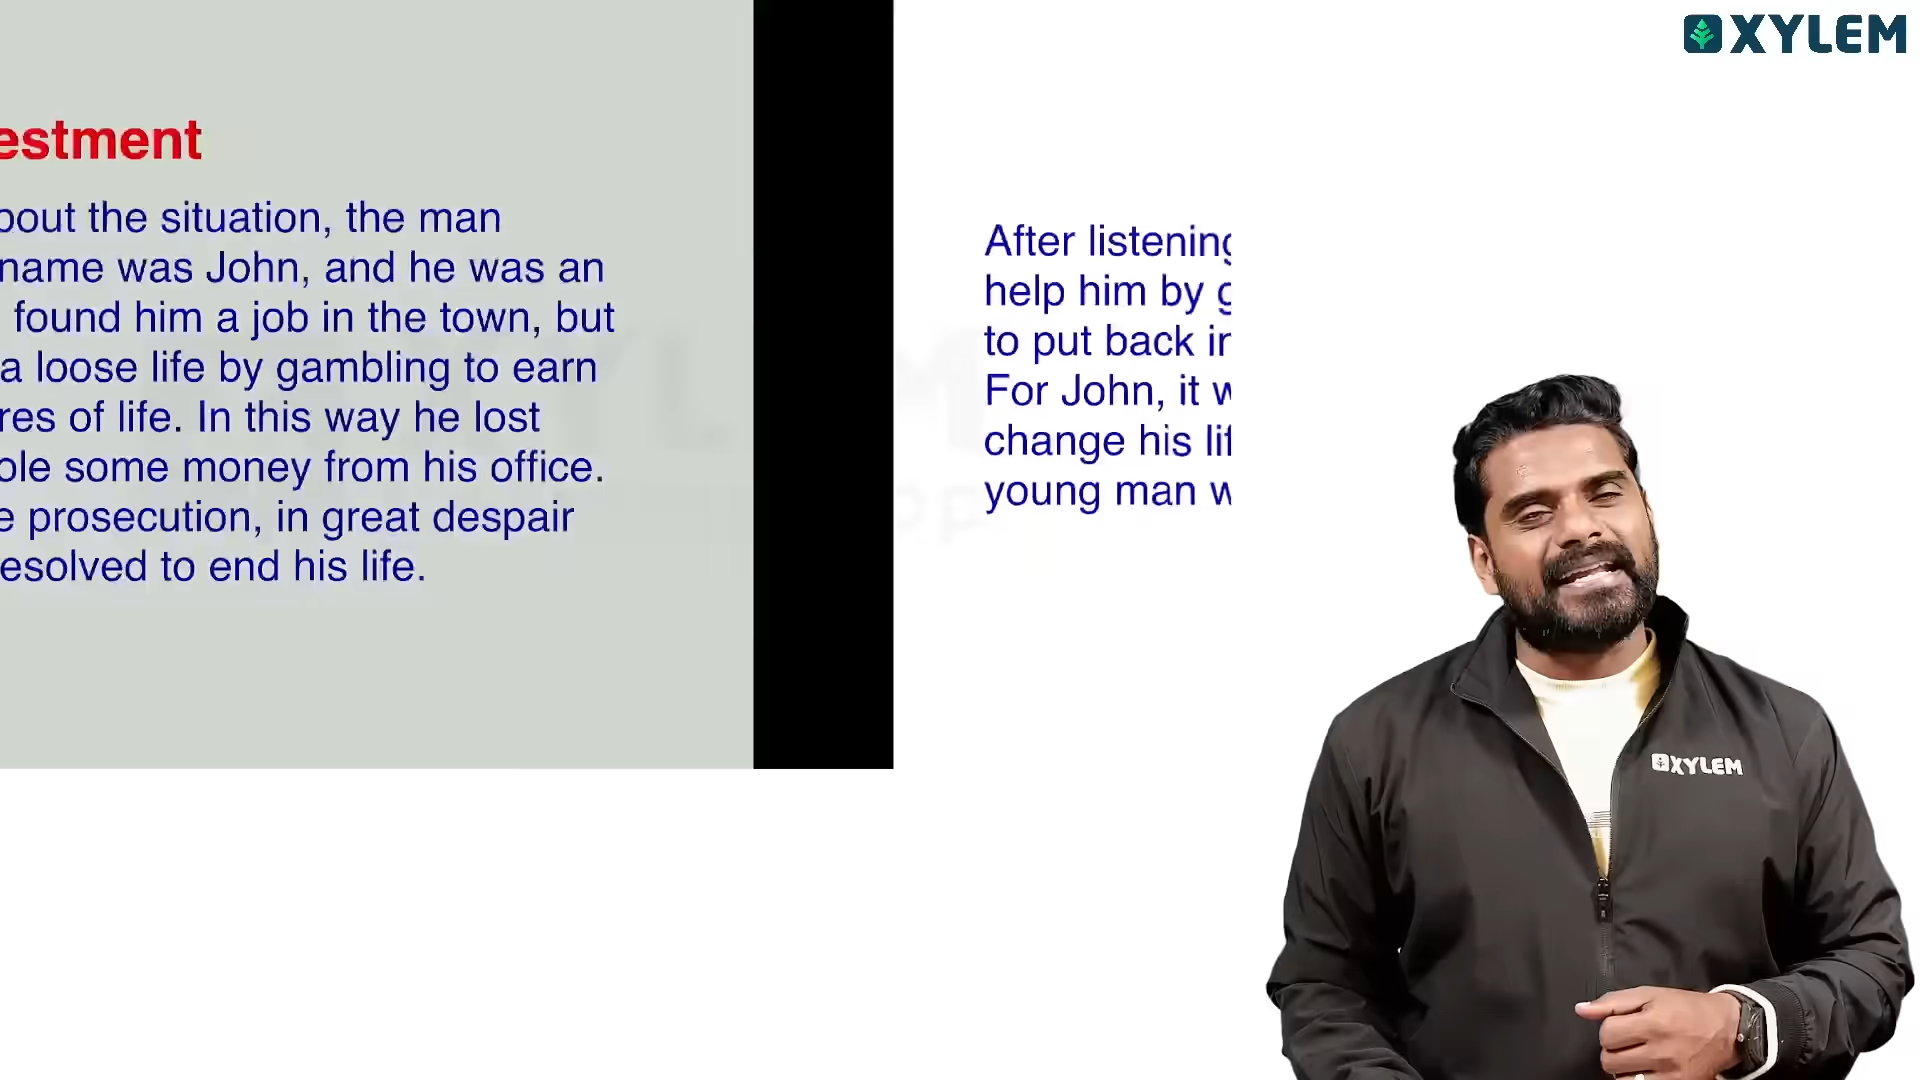 XYLEM
estment
bout the situation, the man
name was John, and he was an
found him a job in the town, but
a loose life by gambling to earn
res of life. In this way he lost
ole some money from his office.
e prosecution, in great despair
esolved to end his life.
After listening
help him by g
to put back in
For John, it w
change his lif
young man w
XYLEM